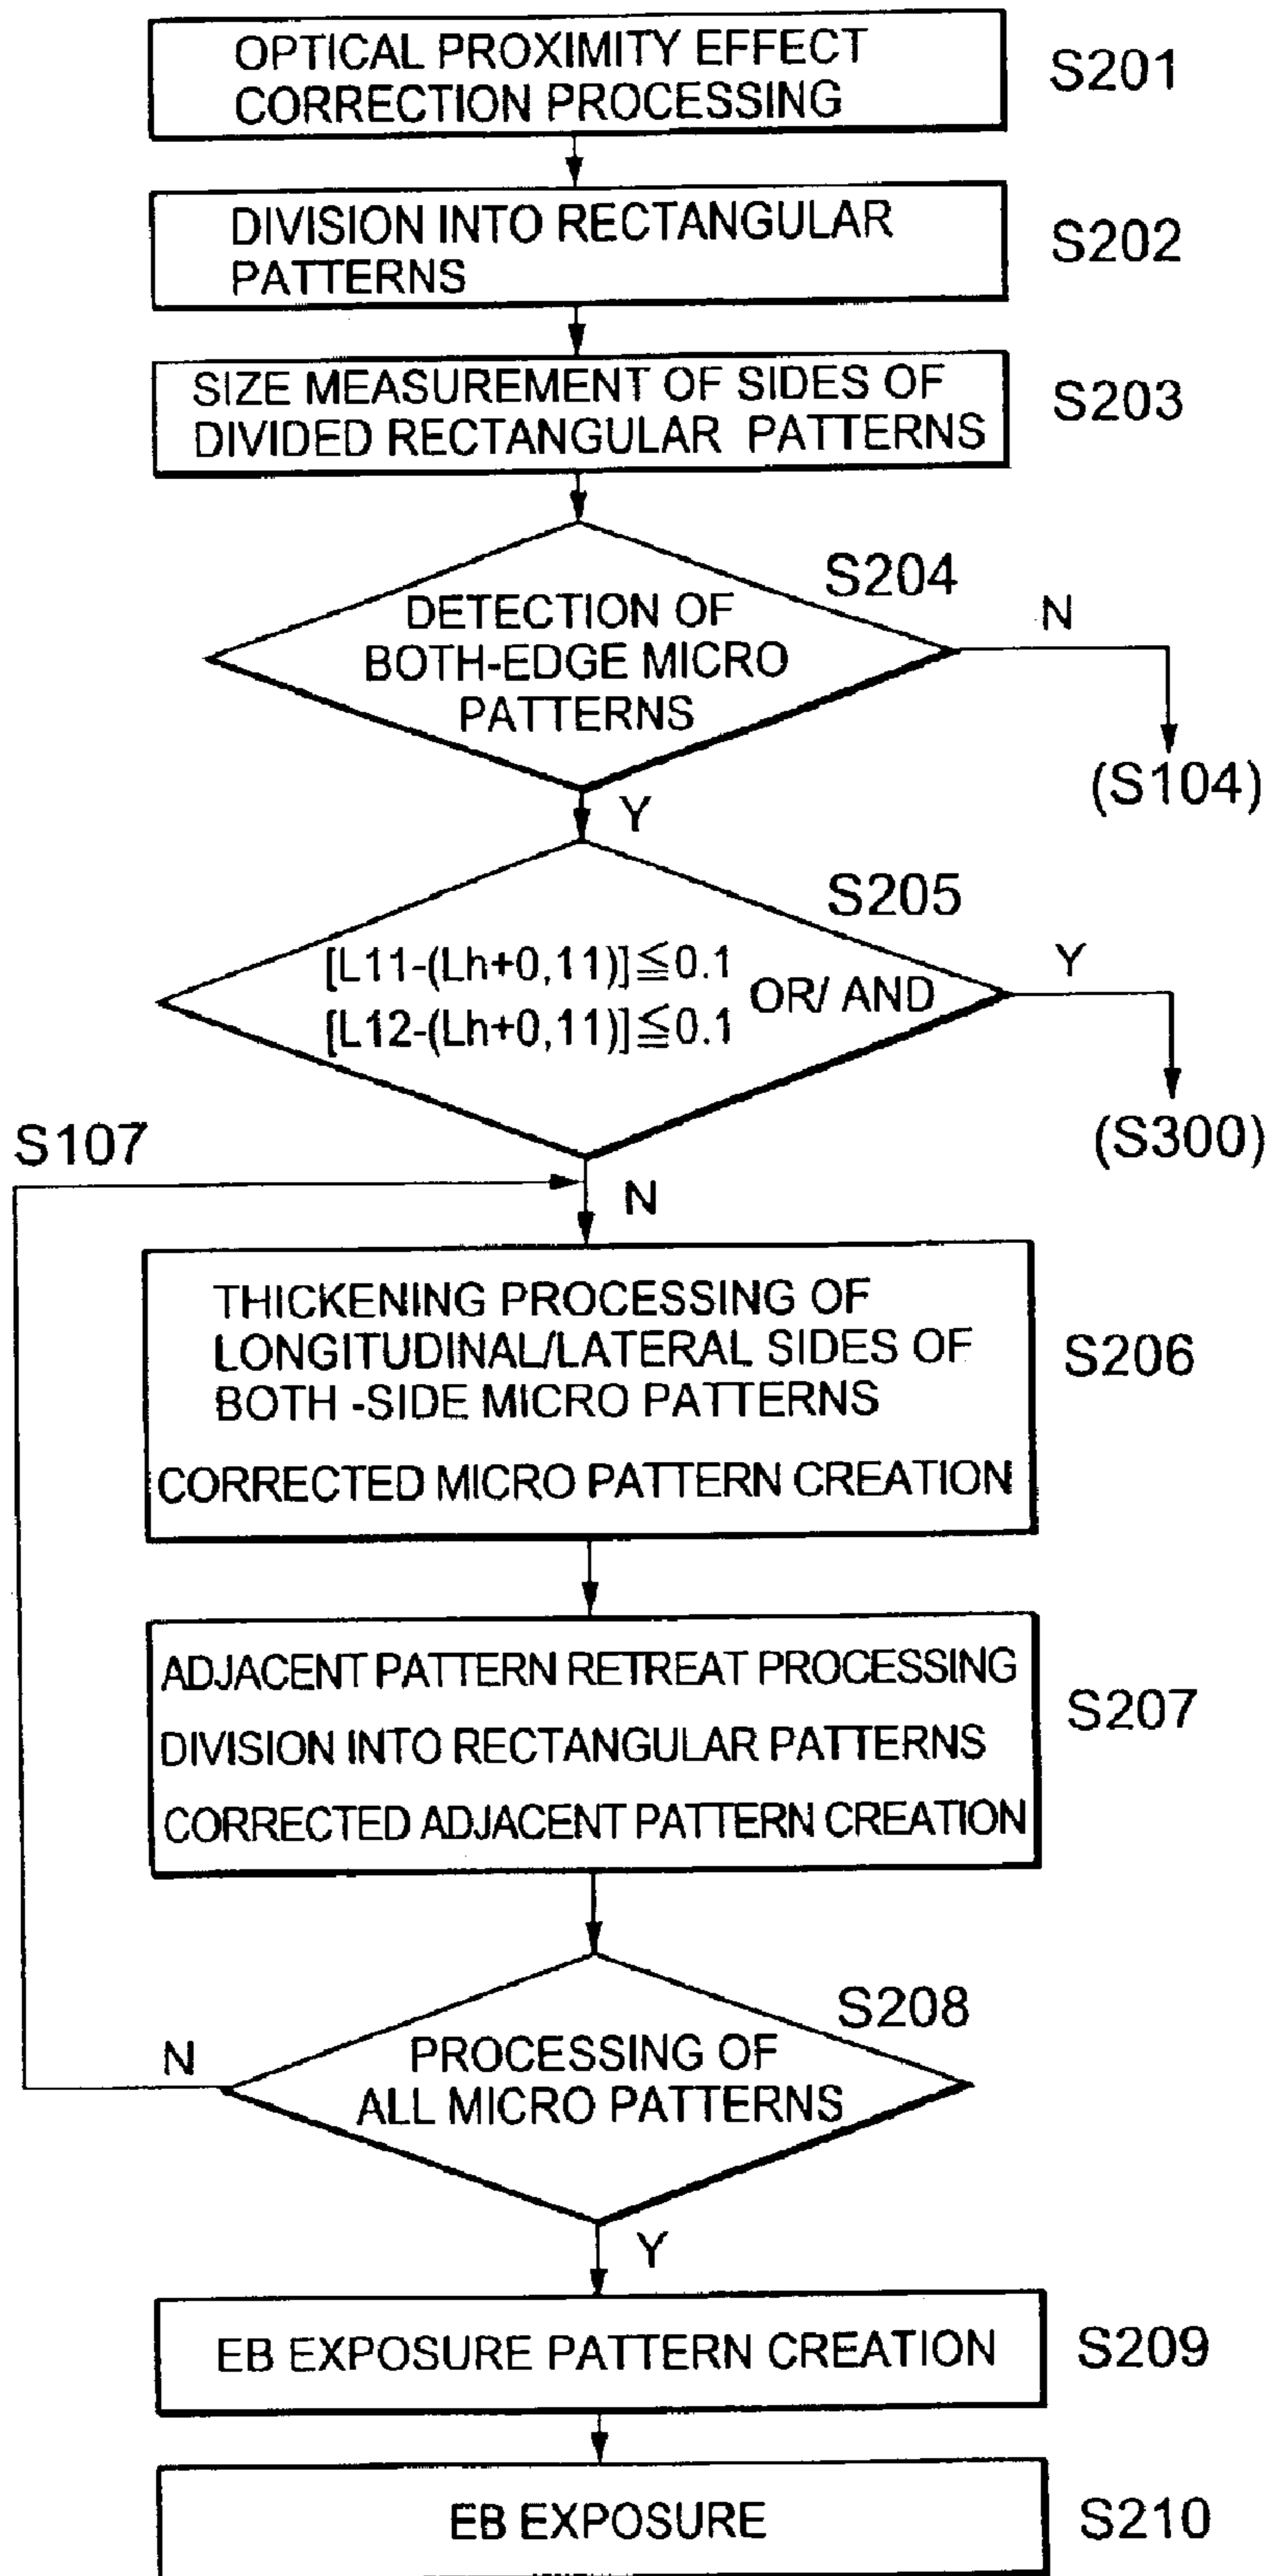 OPTICAL PROXIMITY EFFECT
CORRECTION PROCESSING
S201
DIVISION INTO RECTANGULAR
PATTERNS
S202
SIZE MEASUREMENT OF SIDES OF
DIVIDED RECTANGULAR PATTERNS
S203
S204
DETECTION OF
BOTH-EDGE MICRO
PATTERNS
N
(S104)
Y
S205
[L11-(Lh+0,11)]≦0.1
[L12-(Lh+0,11)]≦0.1
OR/ AND
Y
(S300)
S107
N
THICKENING PROCESSING OF
LONGITUDINAL/LATERAL SIDES OF
BOTH -SIDE MICRO PATTERNS
CORRECTED MICRO PATTERN CREATION
S206
ADJACENT PATTERN RETREAT PROCESSING
DIVISION INTO RECTANGULAR PATTERNS
CORRECTED ADJACENT PATTERN CREATION
S207
S208
N
PROCESSING OF
ALL MICRO PATTERNS
Y
EB EXPOSURE PATTERN CREATION
S209
EB EXPOSURE
S210